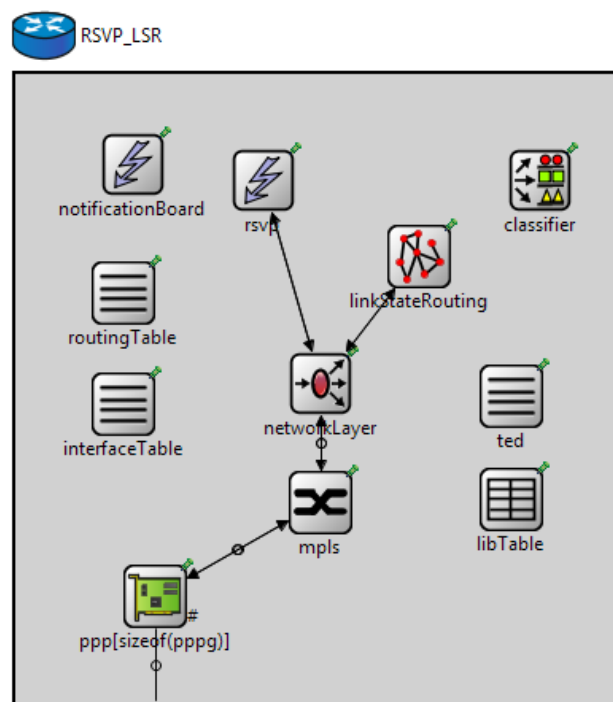 RSVP_LSR
notificationBoard
rsvp
classifier
linkStateRouting
routingTable
interfaceTable
networkLayer
ted
mpls
libTable
#
ppp[sizeof(pppg)]